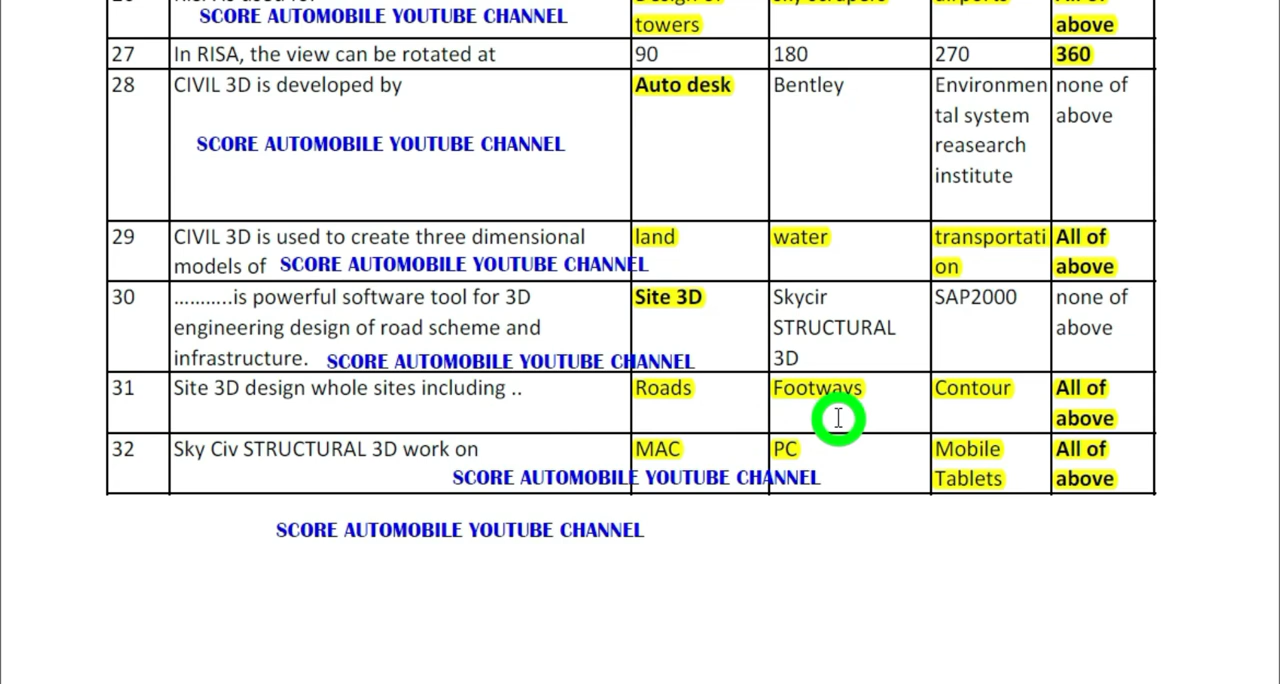 SCORE AUTOMOBILE YOUTUBE CHANNEL
towers
above
27 In RISA, the view can be rotated at 90 180 270 360
28 CIVIL 3D is developed by Auto desk Bentley Environmen none of
tal system above
SCORE AUTOMOBILE YOUTUBE CHANNEL reasearch
institute
29 CIVIL 3D is used to create three dimensional land water transportati All of
models of SCORE AUTOMOBILE YOUTUBE CHANNEL on above
30 ...........is powerful software tool for 3D Site 3D Skycir SAP2000 none of
engineering design of road scheme and STRUCTURAL above
infrastructure. SCORE AUTOMOBILE YOUTUBE CHANNEL 3D
31 Site 3D design whole sites including .. Roads Footways Contour All of
above
32 Sky Civ STRUCTURAL 3D work on MAC PC Mobile All of
SCORE AUTOMOBILE YOUTUBE CHANNEL Tablets above
SCORE AUTOMOBILE YOUTUBE CHANNEL